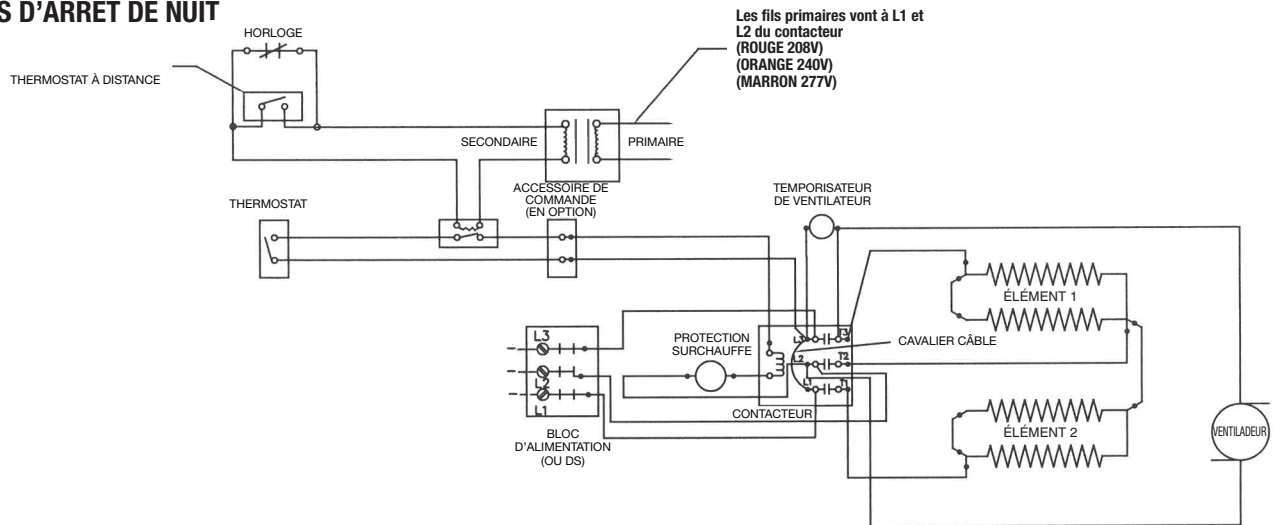 S D'ARRÊT DE NUIT
HORLOGE
THERMOSTAT À DISTANCE
Les fils primaires vont à L1 et
L2 du contacteur
(ROUGE 208V)
(ORANGE 240V)
(MARRON 277V)
SECONDAIRE
PRIMAIRE
ACCESSOIRE DE
COMMANDE
(EN OPTION)
THERMOSTAT
TEMPORISATEUR
DE VENTILATEUR
ÉLÉMENT 1
L3
L2
L1
PROTECTION
SURCHAUFFE
L3
T3
L2
T2
L1
T1
CAVALIER CÂBLE
CONTACTEUR
BLOC
D'ALIMENTATION
(OU DS)
ÉLÉMENT 2
VENTILADEUR